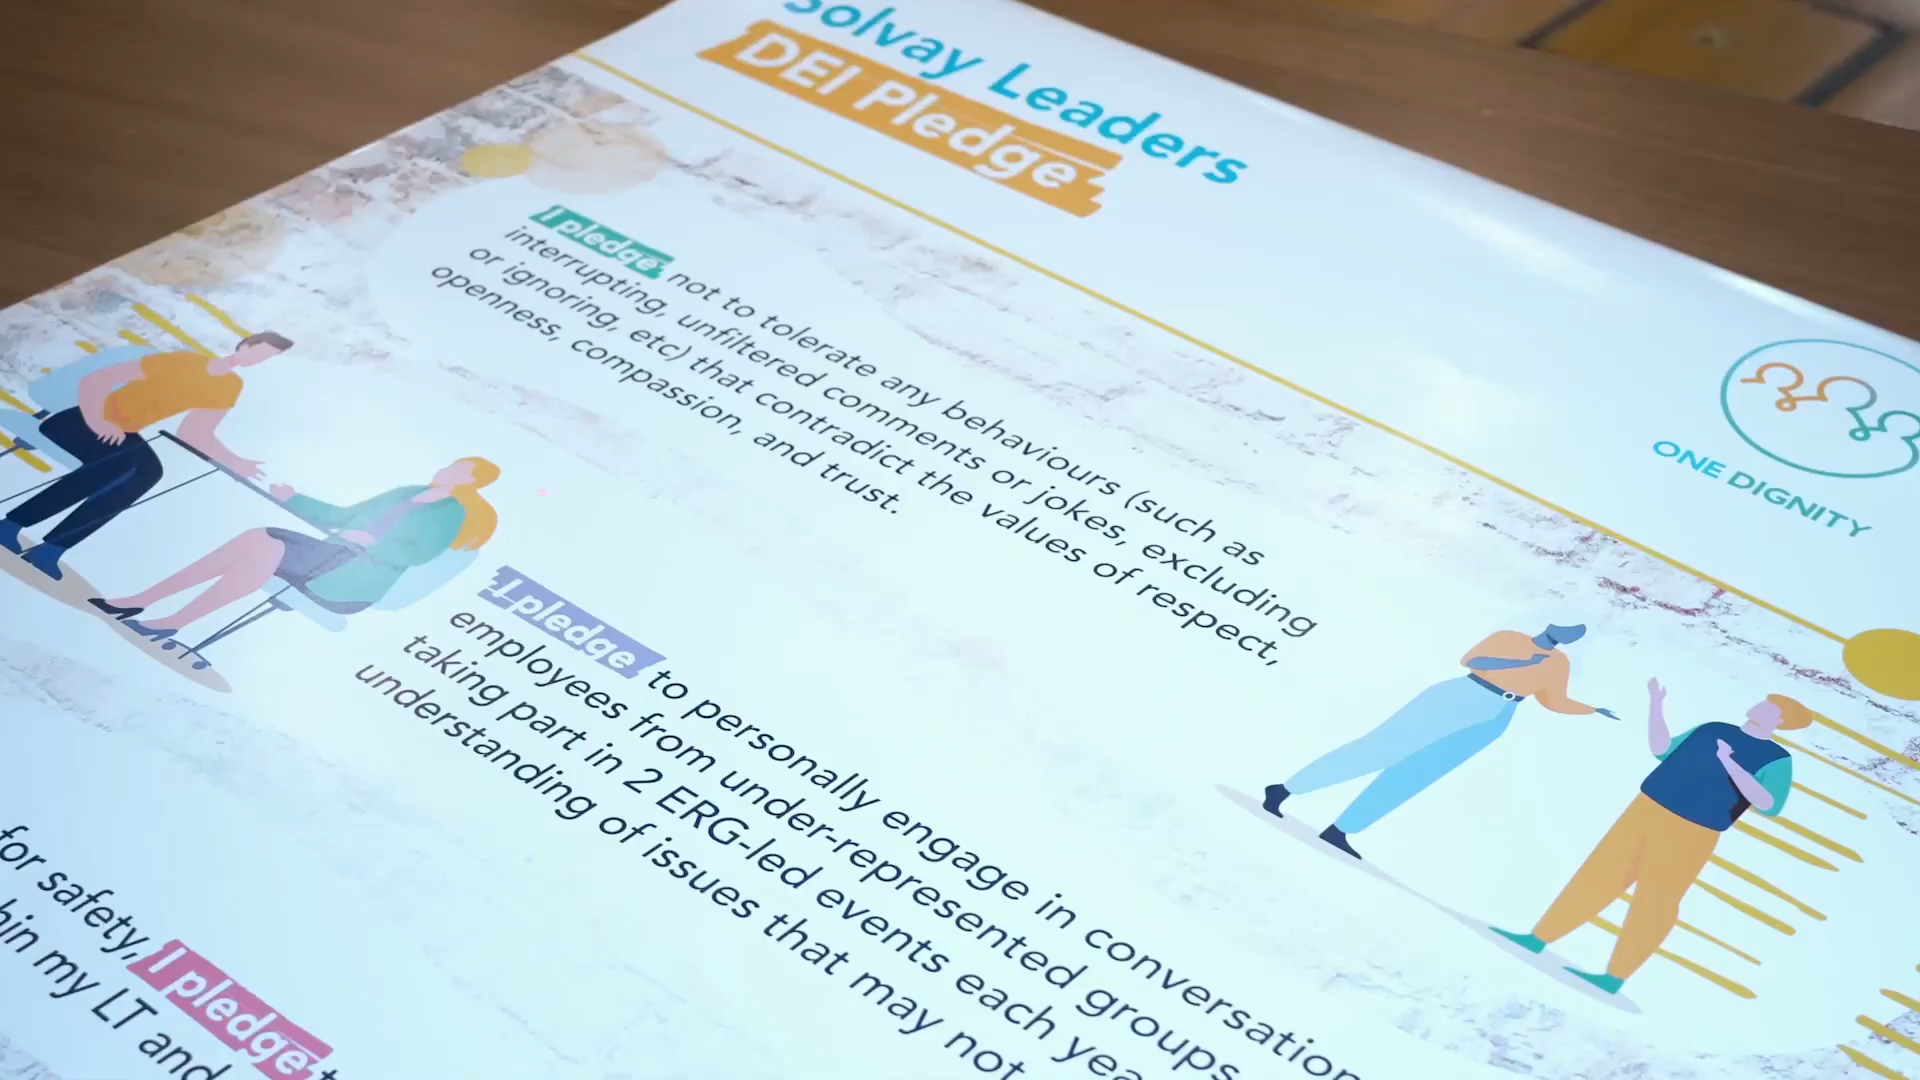 Solvay Leaders
DEI Pledge
ONE DIGNITY
I pledge not to tolerate any behaviours (such as
interrupting, unfiltered comments or jokes, excluding
or ignoring, etc) that contradict the values of respect,
openness, compassion, and trust.
I pledge to personally engage in conversation
employees from under-represented groups
taking part in 2 ERG-led events each
understanding of issues that may not
for safety, I pledge
my LT and